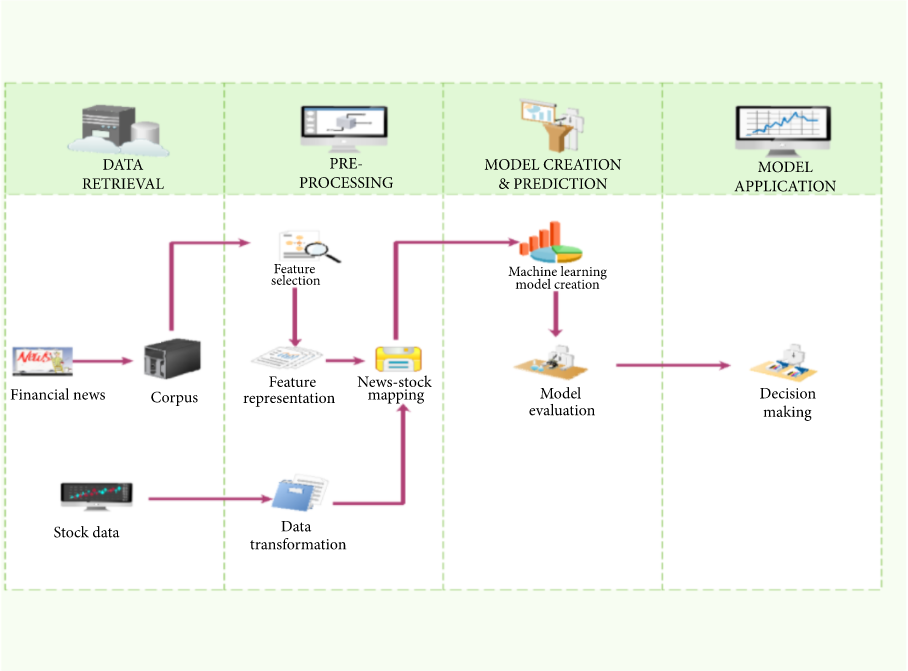 DATA
RETRIEVAL
PRE-
PROCESSING
MODEL CREATION
& PREDICTION
MODEL
APPLICATION
Feature
selection
Machine learning
model creation
NEWS
Financial news
Corpus
Feature
representation
News-stock
mapping
Model
evaluation
Decision
making
Stock data
Data
transformation